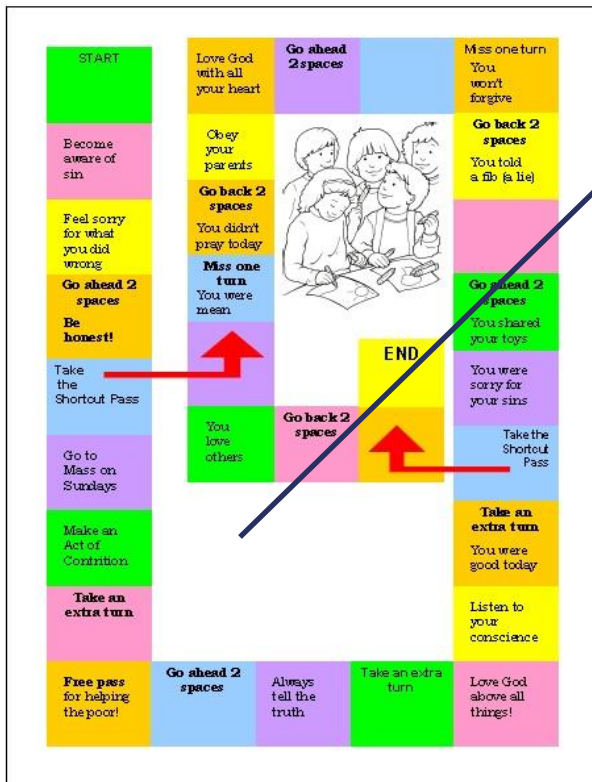 START
Become
aware of
sin
Feel sorry
for what
you did
wrong
Go ahead 2
spaces
Be
honest!
Take
the
Shortcut Pass
Go to
Mass on
Sundays
Make an
Act of
Contrition
Take an
extra turn
Free pass
for helping
the poor!
Go ahead 2
spaces
Always
tell the
truth
Take an extra
turn
Love God
above all
things!
Listen to
your
conscience
Take an
extra turn
You were
good today
Take the
Shortcut
Pass
You were
sorry for
your sins
Go ahead 2
spaces
You shared
your toys
Go back 2
spaces
You told
a fib (a lie)
Miss one turn
You
won't
forgive
Go ahead
2 spaces
Love God
with all
your heart
Obey
your
parents
Go back 2
spaces
You didn't
pray today
Miss one
turn
You were
mean
You
love
others
Go back 2
spaces
END